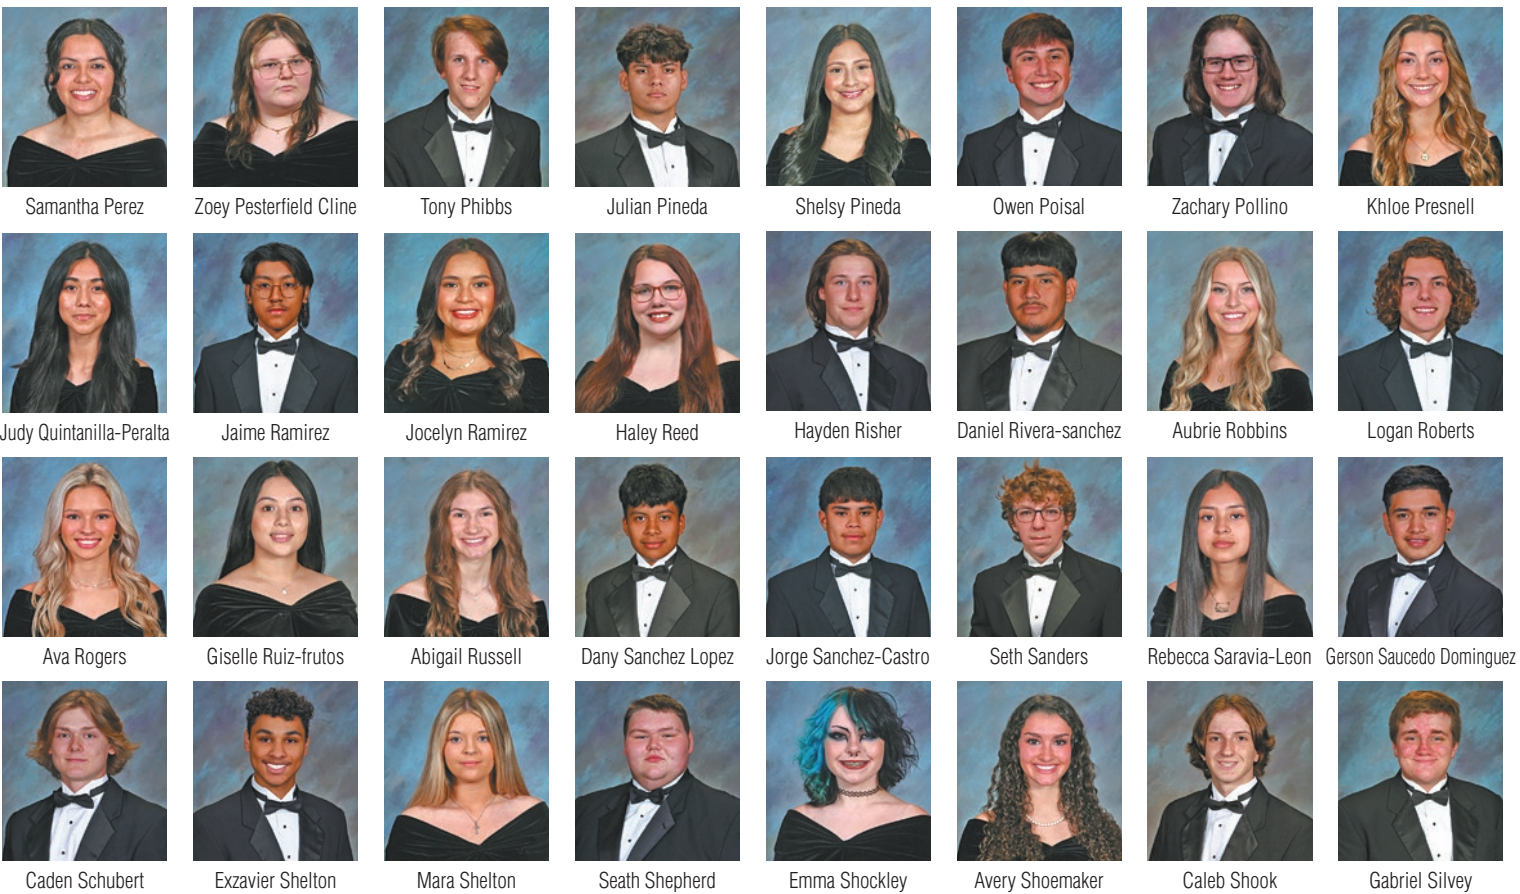 Samantha Perez
Zoey Pesterfield Cline
Tony Phibbs
Julian Pineda
Shelsy Pineda
Owen Poisal
Zachary Pollino
Khloe Presnell
Judy Quintanilla-Peralta
Jaime Ramirez
Jocelyn Ramirez
Haley Reed
Hayden Risher
Daniel Rivera-sanchez
Aubrie Robbins
Logan Roberts
Ava Rogers
Giselle Ruiz-frutos
Abigail Russell
Dany Sanchez Lopez
Jorge Sanchez-Castro
Seth Sanders
Rebecca Saravia-Leon
Gerson Saucedo Dominguez
Caden Schubert
Exzavier Shelton
Mara Shelton
Seath Shepherd
Emma Shockley
Avery Shoemaker
Caleb Shook
Gabriel Silvey